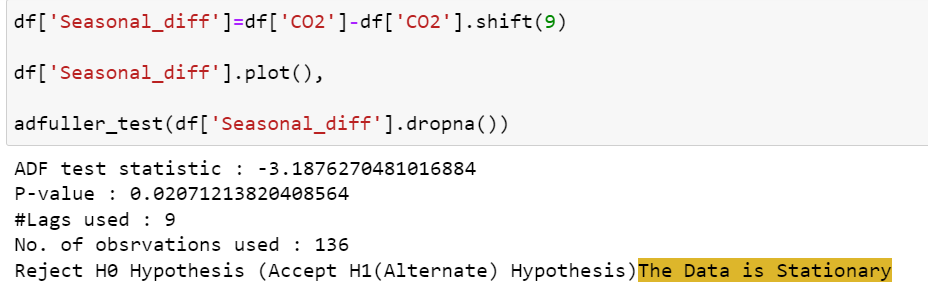 df['Seasonal_diff']=df['CO2']-df['CO2'].shift(9)
df['Seasonal_diff'].plot(),
adfuller_test(df['Seasonal_diff'].dropna())
ADF test statistic : -3.1876270481016884
P-value : 0.02071213820408564
#Lags used : 9
No. of obsrvations used : 136
Reject H0 Hypothesis (Accept H1(Alternate) Hypothesis)The Data is Stationary